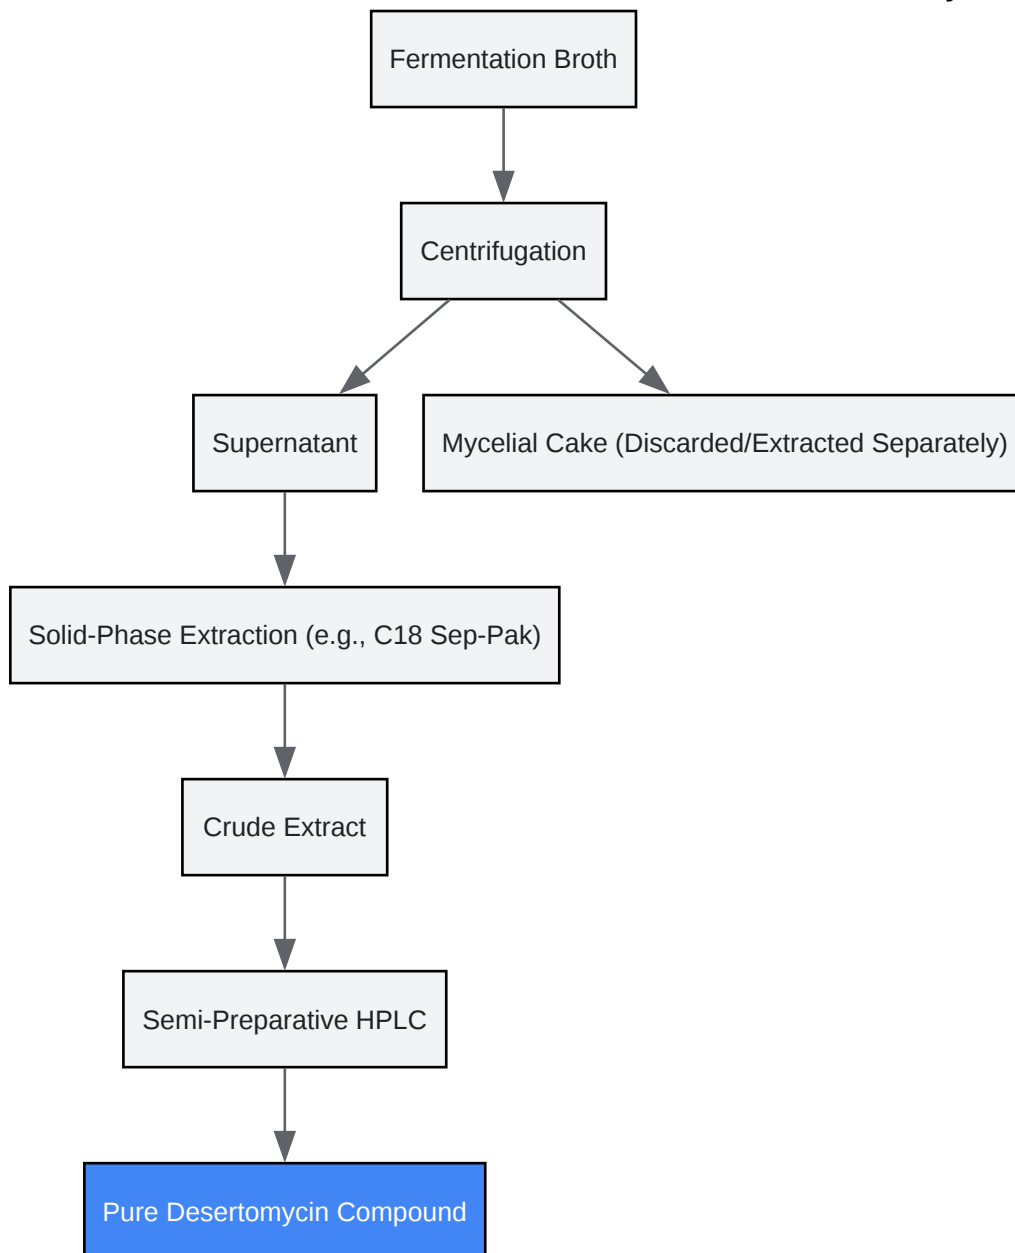 Fermentation Broth
Centrifugation
Supernatant
Mycelial Cake (Discarded/Extracted Separately)
Solid-Phase Extraction (e.g., C18 Sep-Pak)
Crude Extract
Semi-Preparative HPLC
Pure Desertomycin Compound